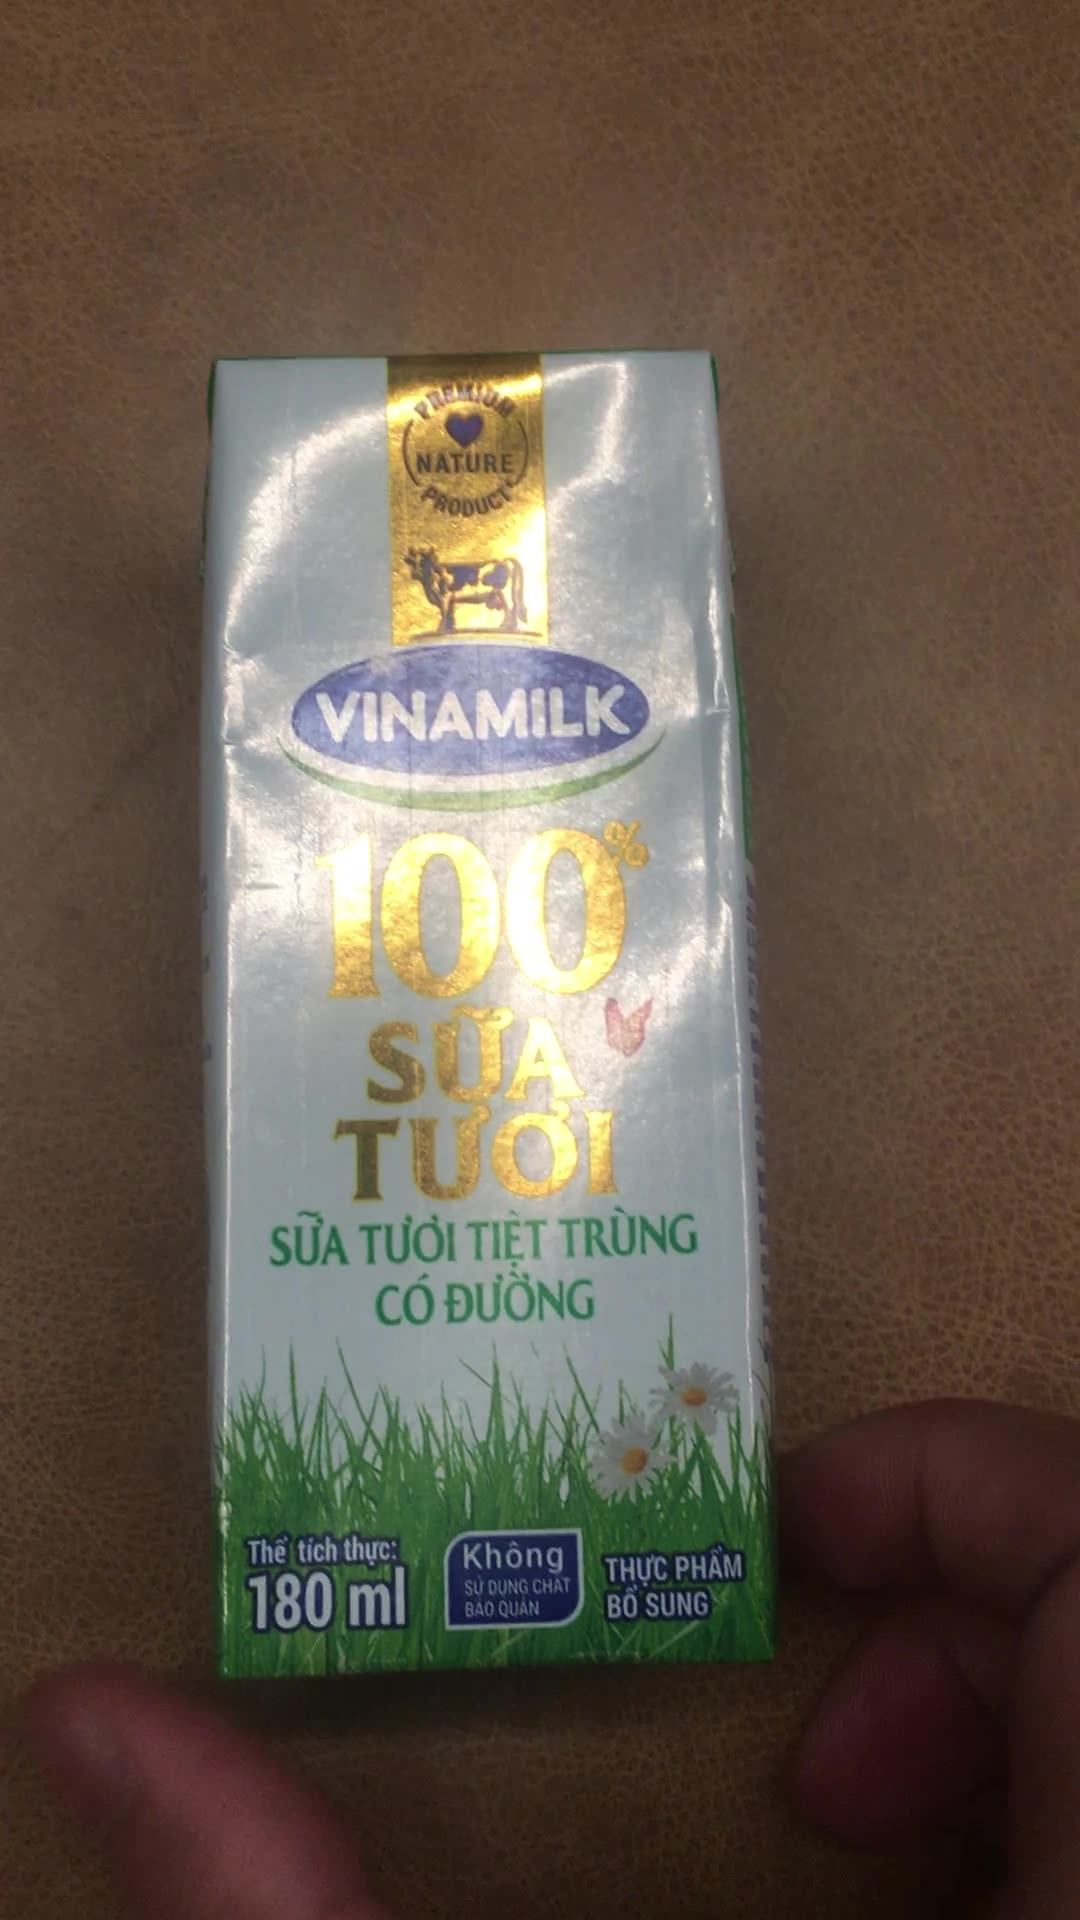 PREMIUM
NATURE
PRODUCT
VINAMILK
100%
SỮA
TƯƠI
SỮA TƯƠI TIỆT TRÙNG
CÓ ĐƯỜNG
Thể tích thực:
180 ml
Không
SỬ DỤNG CHẤT
BẢO QUẢN
THỰC PHẨM
BỔ SUNG